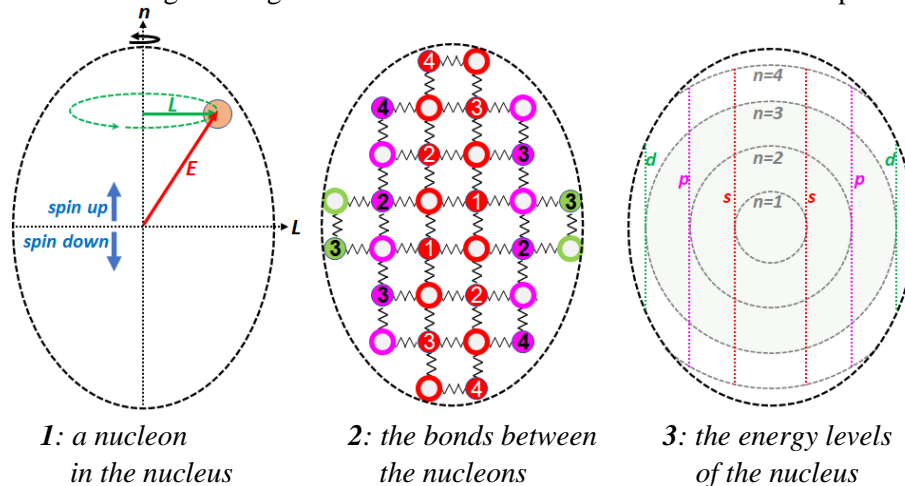 n
L
E
spin up
spin down
L
4
4 3
2 3
2 1 3
3 1 2
3 2
3 4
4
n=4
n=3
n=2
n=1
d p s s p d
1: a nucleon
in the nucleus
2: the bonds between
the nucleons
3: the energy levels
of the nucleus